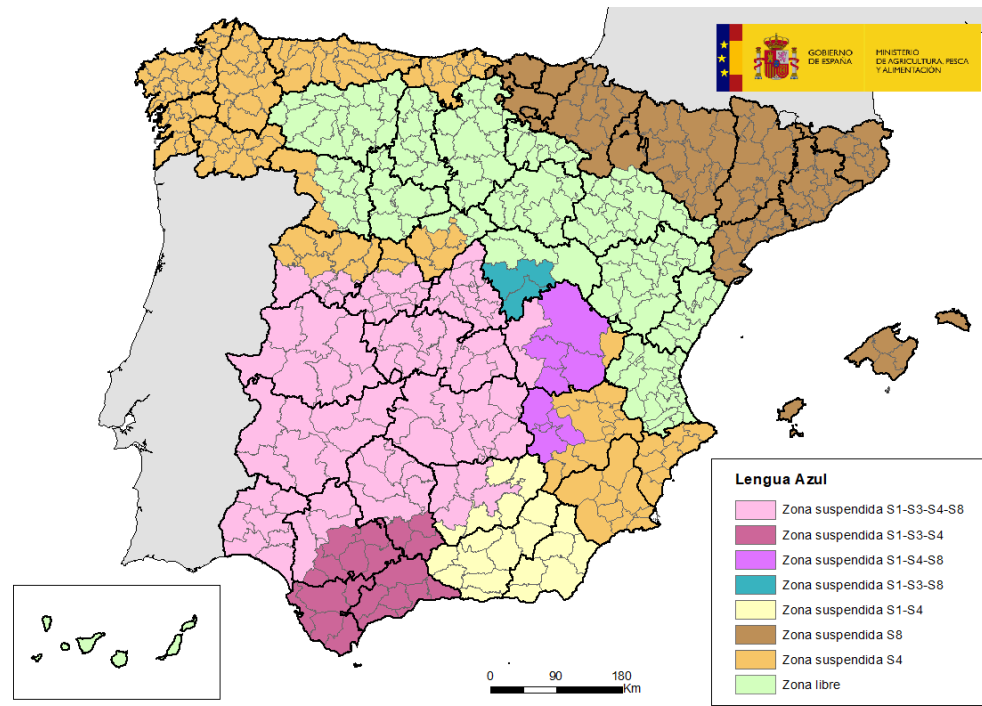 GOBIERNO
DE ESPAÑA
MINISTERIO
DE AGRICULTURA, PESCA
Y ALIMENTACIÓN
Lengua Azul
Zona suspendida S1-S3-S4-S8
Zona suspendida S1-S3-S4
Zona suspendida S1-S4-S8
Zona suspendida S1-S3-S8
Zona suspendida S1-S4
Zona suspendida S8
Zona suspendida S4
Zona libre
0 90 180
Km